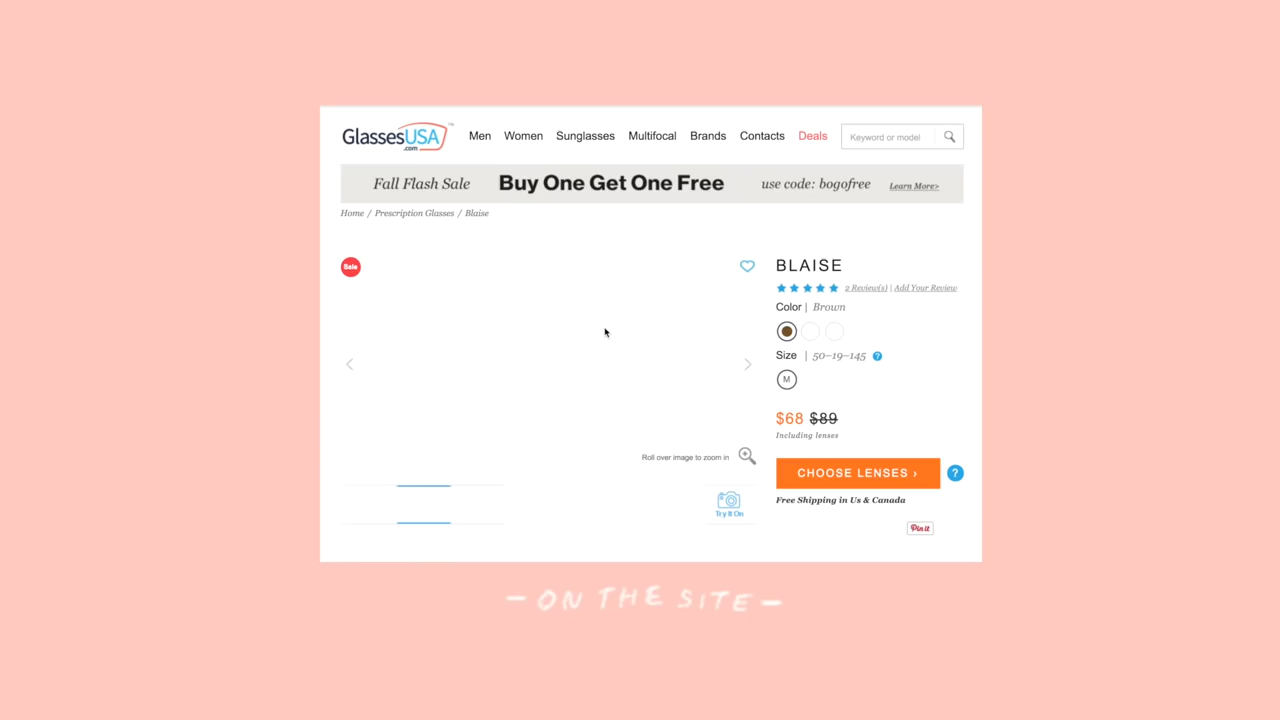 GlassesUSA
.com
Men Women Sunglasses Multifocal Brands Contacts Deals
Keyword or model
Fall Flash Sale Buy One Get One Free use code: bogofree Learn More>
Home / Prescription Glasses / Blaise
Sale
BLAISE
2 Review(s) | Add Your Review
Color | Brown
Size | 50-19-145 ?
M
$68 $89
Including lenses
Roll over image to zoom in
CHOOSE LENSES › ?
Free Shipping in Us & Canada
Try It On
Pin it
- ON THE SITE -